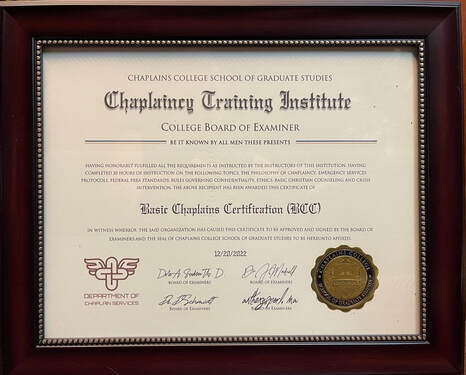 CHAPLAINS COLLEGE SCHOOL OF GRADUATE STUDIES
Chaplaincy Training Institute
COLLEGE BOARD OF EXAMINER
BE IT KNOWN BY ALL MEN THESE PRESENTS
HAVING HONORABLY FULFILLED ALL THE REQUIREMENTS AS INSTRUCTED BY THE INSTRUCTORS OF THIS INSTITUTION, HAVING
COMPLETED 30 HOURS OF INSTRUCTION ON THE FOLLOWING TOPICS; THE PHILOSOPHY OF CHAPLAINCY, EMERGENCY SERVICES
PROTOCOLS, FEDERAL FEMA STANDARDS, RULES GOVERNING CONFIDENTIALITY, ETHICS, BASIC CHRISTIAN COUNSELING AND CRISIS
INTERVENTION. THE ABOVE RECIPIENT HAS BEEN AWARDED THIS CERTIFICATE OF
Basic Chaplains Certification (BCC)
IN WITNESS WHEREOF, THE SAID ORGANIZATION HAS CAUSED THIS CERTIFICATE TO BE APPROVED AND SIGNED BY THE BOARD OF
EXAMINERS AND THE SEAL OF CHAPLAINS COLLEGE SCHOOL OF GRADUATE STUDIES TO BE HEREUNTO AFFIXED.
12/20/2022
BOARD OF EXAMINERS
BOARD OF EXAMINERS
DEPARTMENT OF
CHAPLAIN SERVICES
BOARD OF EXAMINERS
BOARD OF EXAMINERS
CHAPLAINS COLLEGE
SCHOOL OF GRADUATE STUDIES